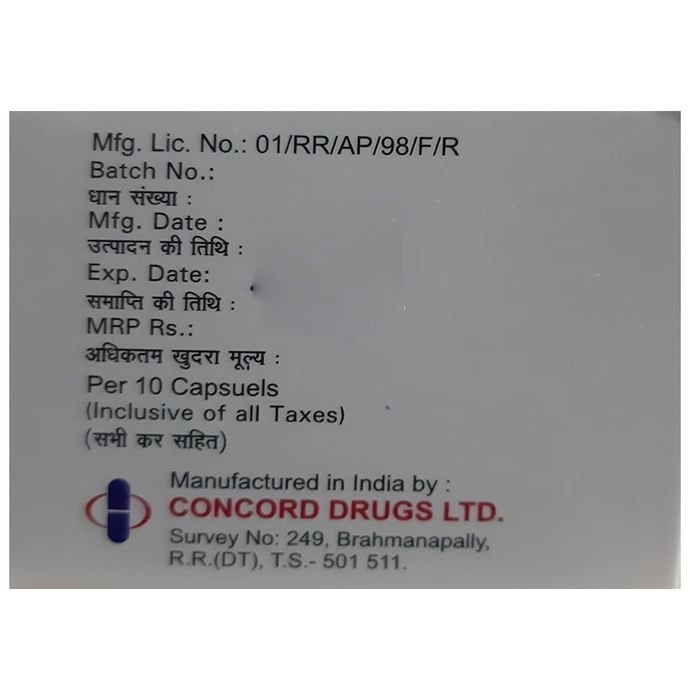 Mfg. Lic. No.: 01/RR/AP/98/F/R
Batch No.:
धान संख्या :
Mfg. Date :
उत्पादन की तिथि :
Exp. Date:
समाप्ति की तिथि :
MRP Rs.:
अधिकतम खुदरा मूल्य :
Per 10 Capsuels
(Inclusive of all Taxes)
(सभी कर सहित)
Manufactured in India by :
CONCORD DRUGS LTD.
Survey No: 249, Brahmanapally,
R.R.(DT), T.S.- 501 511.